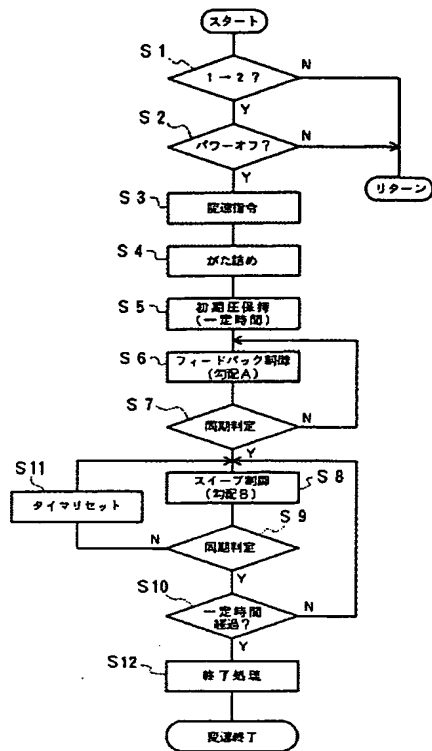 スタート
S1
1→2?
N
Y
S2
パワーオフ?
N
Y
リターン
S3
変速指令
S4
がた詰め
S5
初期圧保持
(一定時間)
S6
フィードバック制御
(勾配A)
S7
同期判定
N
Y
S11
タイマリセット
スイープ制御
(勾配B)
S8
S9
同期判定
N
Y
S10
一定時間
経過?
N
Y
S12
終了処理
変速終了